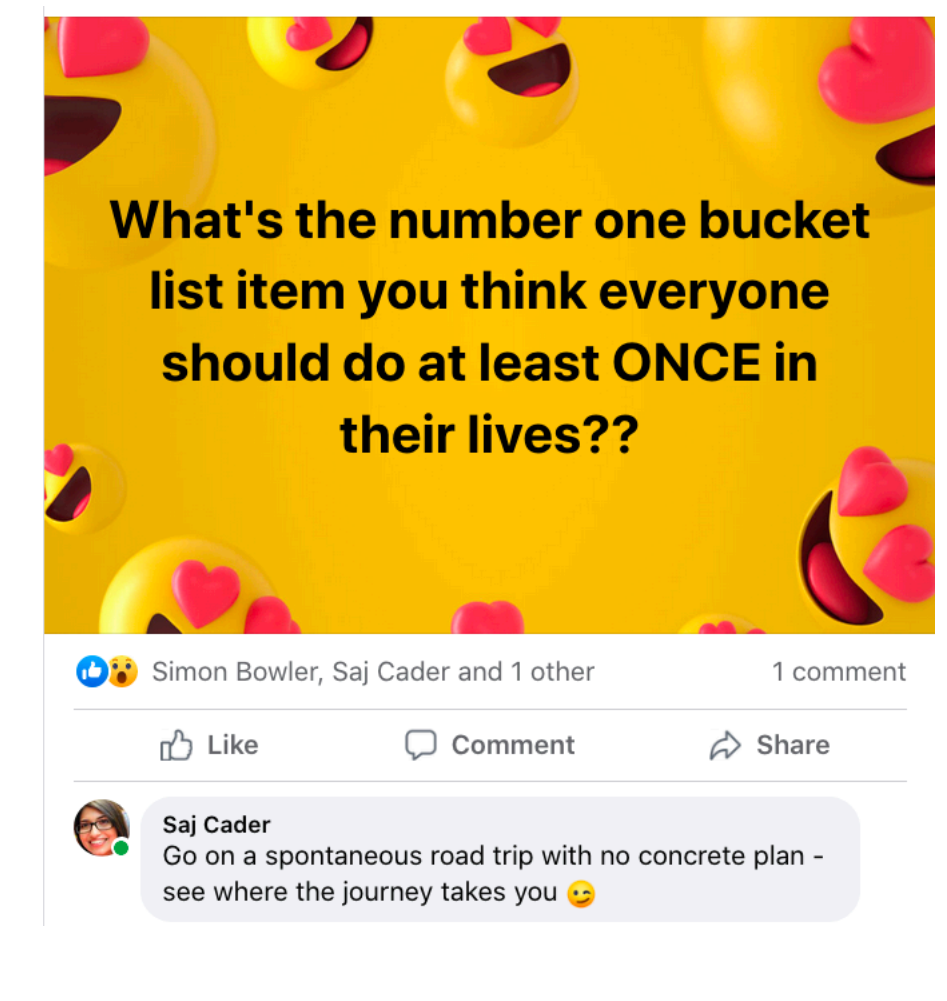 What's the number one bucket
list item you think everyone
should do at least ONCE in
their lives??
Simon Bowler, Saj Cader and 1 other
1 comment
Like
Comment
Share
Saj Cader
Go on a spontaneous road trip with no concrete plan -
see where the journey takes you 😉